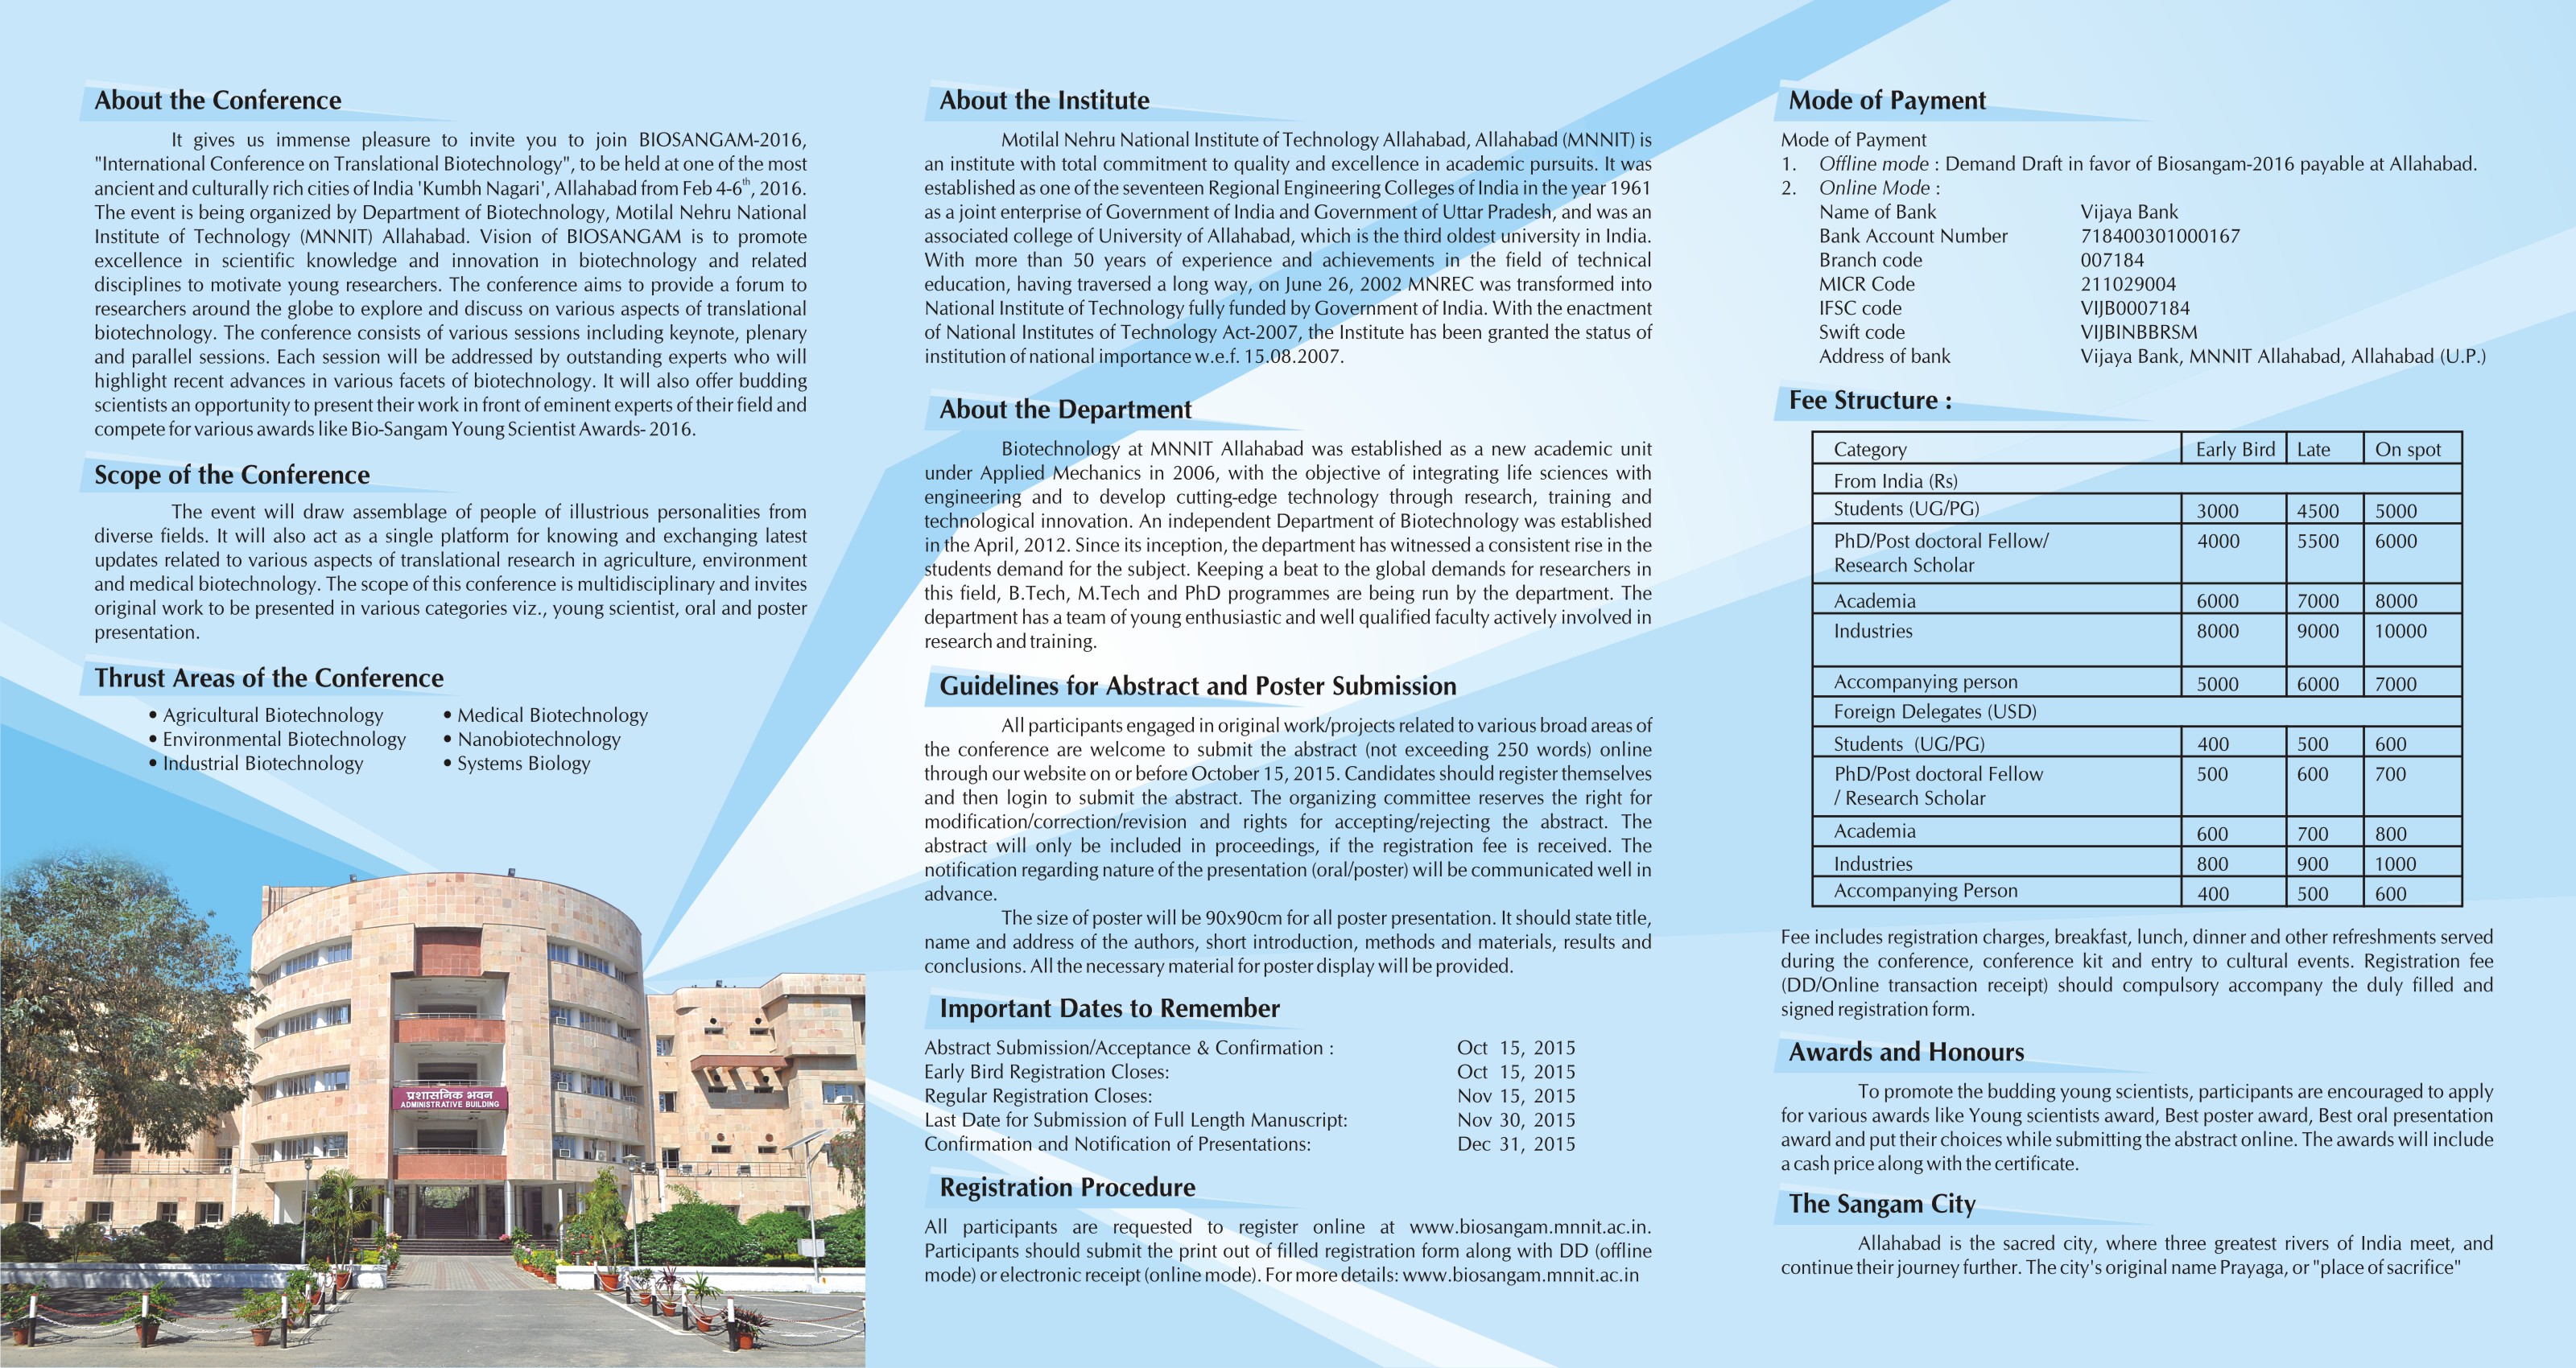 About the Conference
It gives us immense pleasure to invite you to join BIOSANGAM-2016,
"International Conference on Translational Biotechnology", to be held at one of the most
ancient and culturally rich cities of India 'Kumbh Nagari', Allahabad from Feb 4-6th, 2016.
The event is being organized by Department of Biotechnology, Motilal Nehru National
Institute of Technology (MNNIT) Allahabad. Vision of BIOSANGAM is to promote
excellence in scientific knowledge and innovation in biotechnology and related
disciplines to motivate young researchers. The conference aims to provide a forum to
researchers around the globe to explore and discuss on various aspects of translational
biotechnology. The conference consists of various sessions including keynote, plenary
and parallel sessions. Each session will be addressed by outstanding experts who will
highlight recent advances in various facets of biotechnology. It will also offer budding
scientists an opportunity to present their work in front of eminent experts of their field and
compete for various awards like Bio-Sangam Young Scientist Awards- 2016.
Scope of the Conference
The event will draw assemblage of people of illustrious personalities from
diverse fields. It will also act as a single platform for knowing and exchanging latest
updates related to various aspects of translational research in agriculture, environment
and medical biotechnology. The scope of this conference is multidisciplinary and invites
original work to be presented in various categories viz., young scientist, oral and poster
presentation.
Thrust Areas of the Conference
• Agricultural Biotechnology • Medical Biotechnology
• Environmental Biotechnology • Nanobiotechnology
• Industrial Biotechnology • Systems Biology
प्रशासनिक भवन
ADMINISTRATIVE BUILDING
About the Institute
Motilal Nehru National Institute of Technology Allahabad, Allahabad (MNNIT) is
an institute with total commitment to quality and excellence in academic pursuits. It was
established as one of the seventeen Regional Engineering Colleges of India in the year 1961
as a joint enterprise of Government of India and Government of Uttar Pradesh, and was an
associated college of University of Allahabad, which is the third oldest university in India.
With more than 50 years of experience and achievements in the field of technical
education, having traversed a long way, on June 26, 2002 MNREC was transformed into
National Institute of Technology fully funded by Government of India. With the enactment
of National Institutes of Technology Act-2007, the Institute has been granted the status of
institution of national importance w.e.f. 15.08.2007.
About the Department
Biotechnology at MNNIT Allahabad was established as a new academic unit
under Applied Mechanics in 2006, with the objective of integrating life sciences with
engineering and to develop cutting-edge technology through research, training and
technological innovation. An independent Department of Biotechnology was established
in the April, 2012. Since its inception, the department has witnessed a consistent rise in the
students demand for the subject. Keeping a beat to the global demands for researchers in
this field, B.Tech, M.Tech and PhD programmes are being run by the department. The
department has a team of young enthusiastic and well qualified faculty actively involved in
research and training.
Guidelines for Abstract and Poster Submission
All participants engaged in original work/projects related to various broad areas of
the conference are welcome to submit the abstract (not exceeding 250 words) online
through our website on or before October 15, 2015. Candidates should register themselves
and then login to submit the abstract. The organizing committee reserves the right for
modification/correction/revision and rights for accepting/rejecting the abstract. The
abstract will only be included in proceedings, if the registration fee is received. The
notification regarding nature of the presentation (oral/poster) will be communicated well in
advance.
The size of poster will be 90x90cm for all poster presentation. It should state title,
name and address of the authors, short introduction, methods and materials, results and
conclusions. All the necessary material for poster display will be provided.
Important Dates to Remember
Abstract Submission/Acceptance & Confirmation : Oct 15, 2015
Early Bird Registration Closes: Oct 15, 2015
Regular Registration Closes: Nov 15, 2015
Last Date for Submission of Full Length Manuscript: Nov 30, 2015
Confirmation and Notification of Presentations: Dec 31, 2015
Registration Procedure
All participants are requested to register online at www.biosangam.mnnit.ac.in.
Participants should submit the print out of filled registration form along with DD (offline
mode) or electronic receipt (online mode). For more details: www.biosangam.mnnit.ac.in
Mode of Payment
Mode of Payment
1. Offline mode : Demand Draft in favor of Biosangam-2016 payable at Allahabad.
2. Online Mode :
Name of Bank Vijaya Bank
Bank Account Number 718400301000167
Branch code 007184
MICR Code 211029004
IFSC code VIJB0007184
Swift code VIJBINBBRSM
Address of bank Vijaya Bank, MNNIT Allahabad, Allahabad (U.P.)
Fee Structure :
Category Early Bird Late On spot
From India (Rs)
Students (UG/PG) 3000 4500 5000
PhD/Post doctoral Fellow/ 4000 5500 6000
Research Scholar
Academia 6000 7000 8000
Industries 8000 9000 10000
Accompanying person 5000 6000 7000
Foreign Delegates (USD)
Students (UG/PG) 400 500 600
PhD/Post doctoral Fellow 500 600 700
/ Research Scholar
Academia 600 700 800
Industries 800 900 1000
Accompanying Person 400 500 600
Fee includes registration charges, breakfast, lunch, dinner and other refreshments served
during the conference, conference kit and entry to cultural events. Registration fee
(DD/Online transaction receipt) should compulsory accompany the duly filled and
signed registration form.
Awards and Honours
To promote the budding young scientists, participants are encouraged to apply
for various awards like Young scientists award, Best poster award, Best oral presentation
award and put their choices while submitting the abstract online. The awards will include
a cash price along with the certificate.
The Sangam City
Allahabad is the sacred city, where three greatest rivers of India meet, and
continue their journey further. The city's original name Prayaga, or "place of sacrifice"